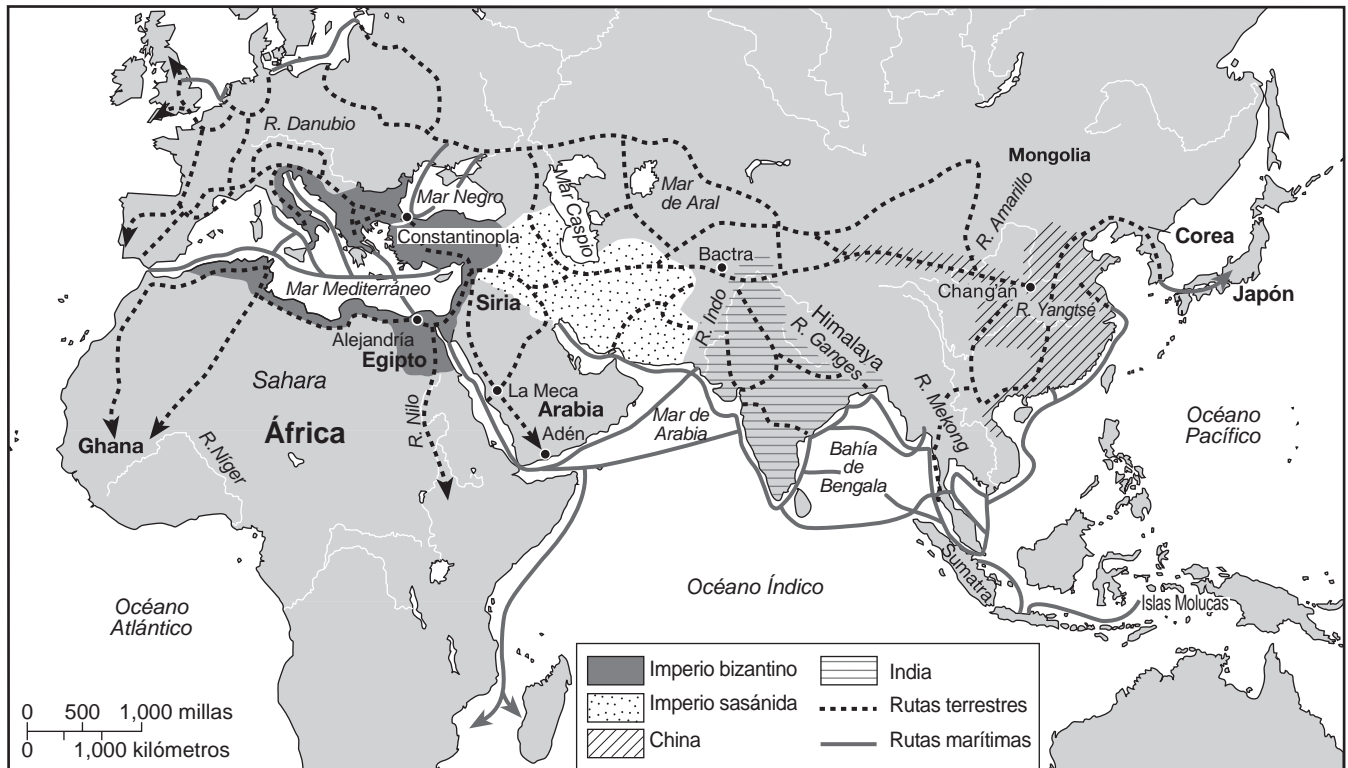 R. Danubio
Mongolia
Mar Negro
Mar Caspio
Mar
de Aral
R. Amarillo
Constantinopla
Bactra
Corea
Mar Mediterráneo
Siria
Chang'an
Japón
R. Yangtsé
R. Indo
Himalaya
R. Ganges
Alejandría
Egipto
Sahara
La Meca
Arabia
Adén
R. Nilo
Mar de
Arabia
R. Mekong
Océano
Pacífico
África
Ghana
R. Níger
Bahía
de
Bengala
Sumatra
Océano Índico
Islas Molucas
Océano
Atlántico
Imperio bizantino
Imperio sasánida
China
India
Rutas terrestres
Rutas marítimas
0 500 1,000 millas
0 1,000 kilómetros